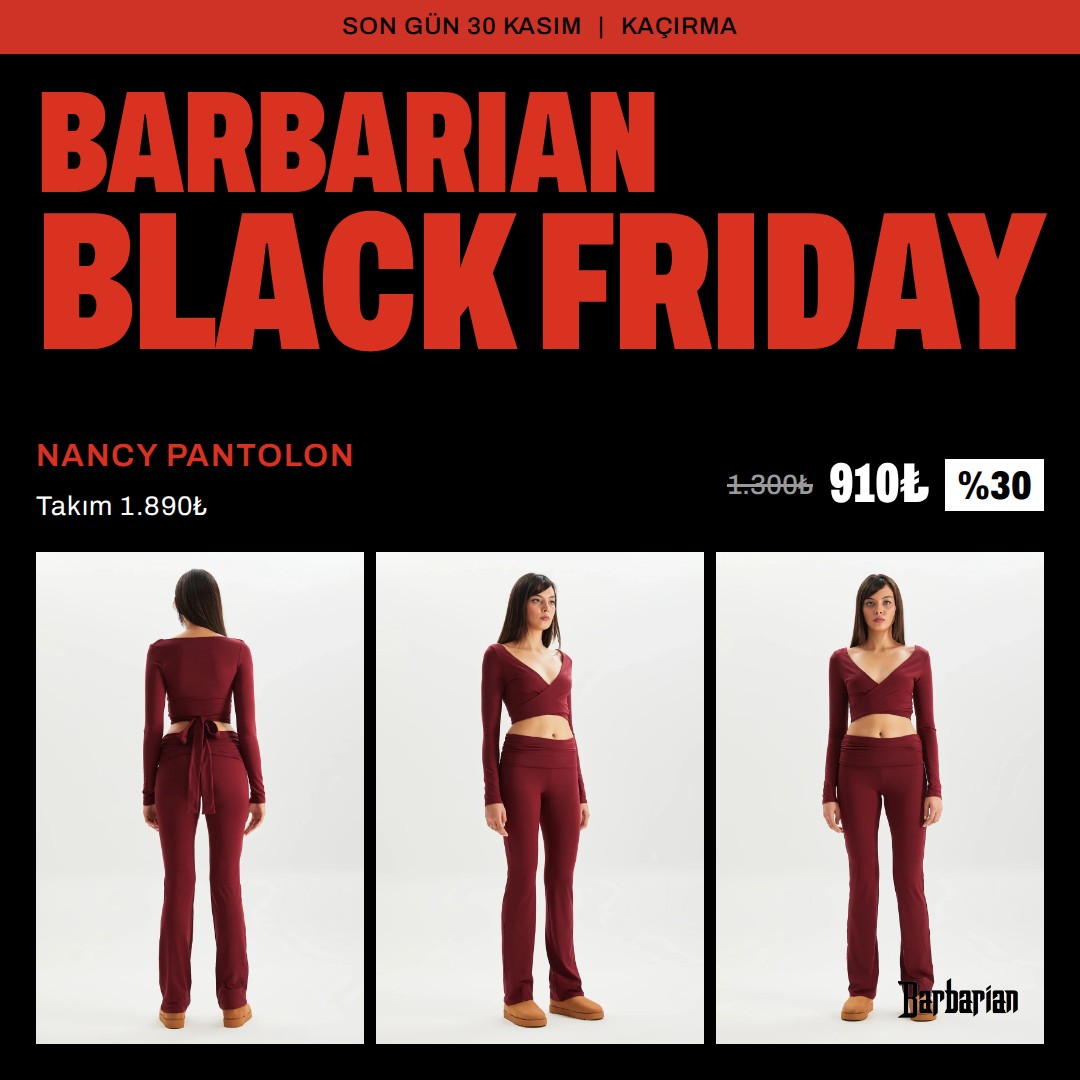 SON GÜN 30 KASIM | KAÇIRMA
BARBARIAN
BLACK FRIDAY
NANCY PANTOLON
Takım 1.890₺
1.300₺ 910₺ %30
Barbarian